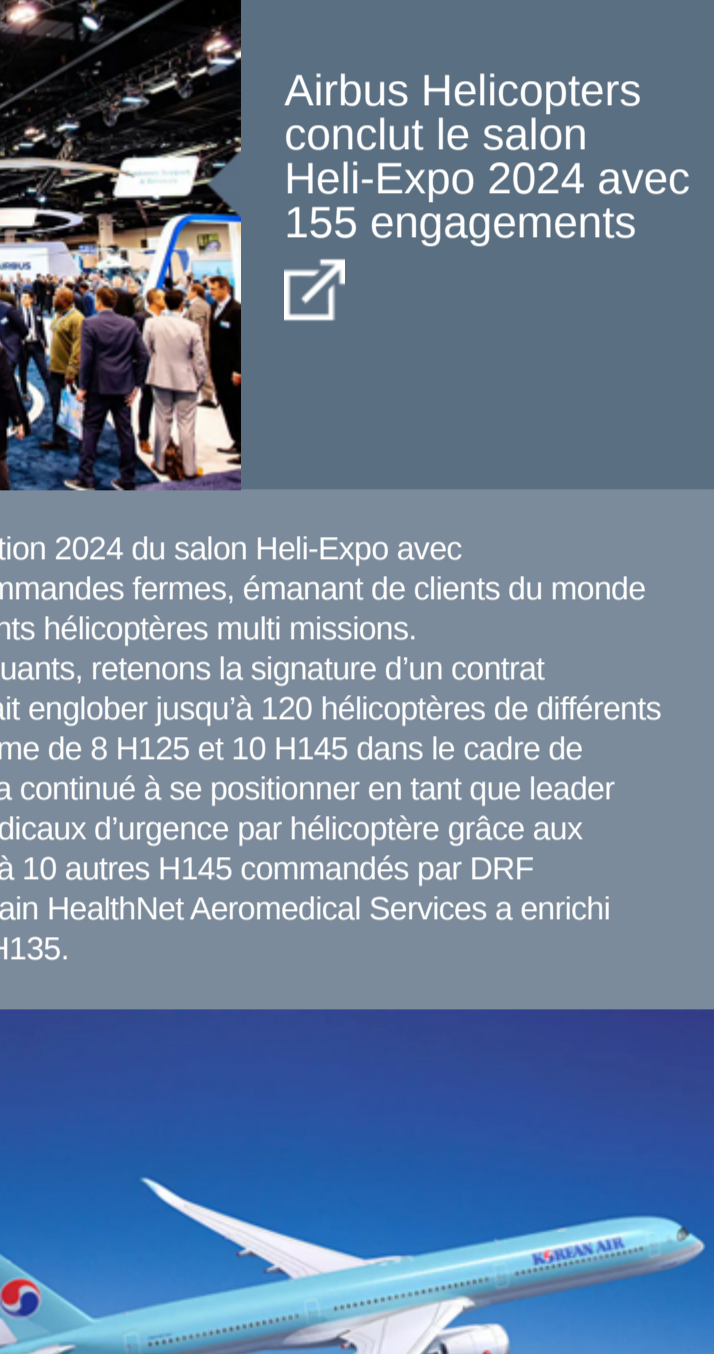 Airbus Helicopters
conclut le salon
Heli-Expo 2024 avec
155 engagements
AIRBUS
tion 2024 du salon Heli-Expo avec
mmandes fermes, émanant de clients du monde
nts hélicoptères multi missions.
uants, retenons la signature d’un contrat
ait englober jusqu’à 120 hélicoptères de différents
me de 8 H125 et 10 H145 dans le cadre de
a continué à se positionner en tant que leader
dicaux d’urgence par hélicoptère grâce aux
à 10 autres H145 commandés par DRF
ain HealthNet Aeromedical Services a enrichi
H135.
KOREAN AIR